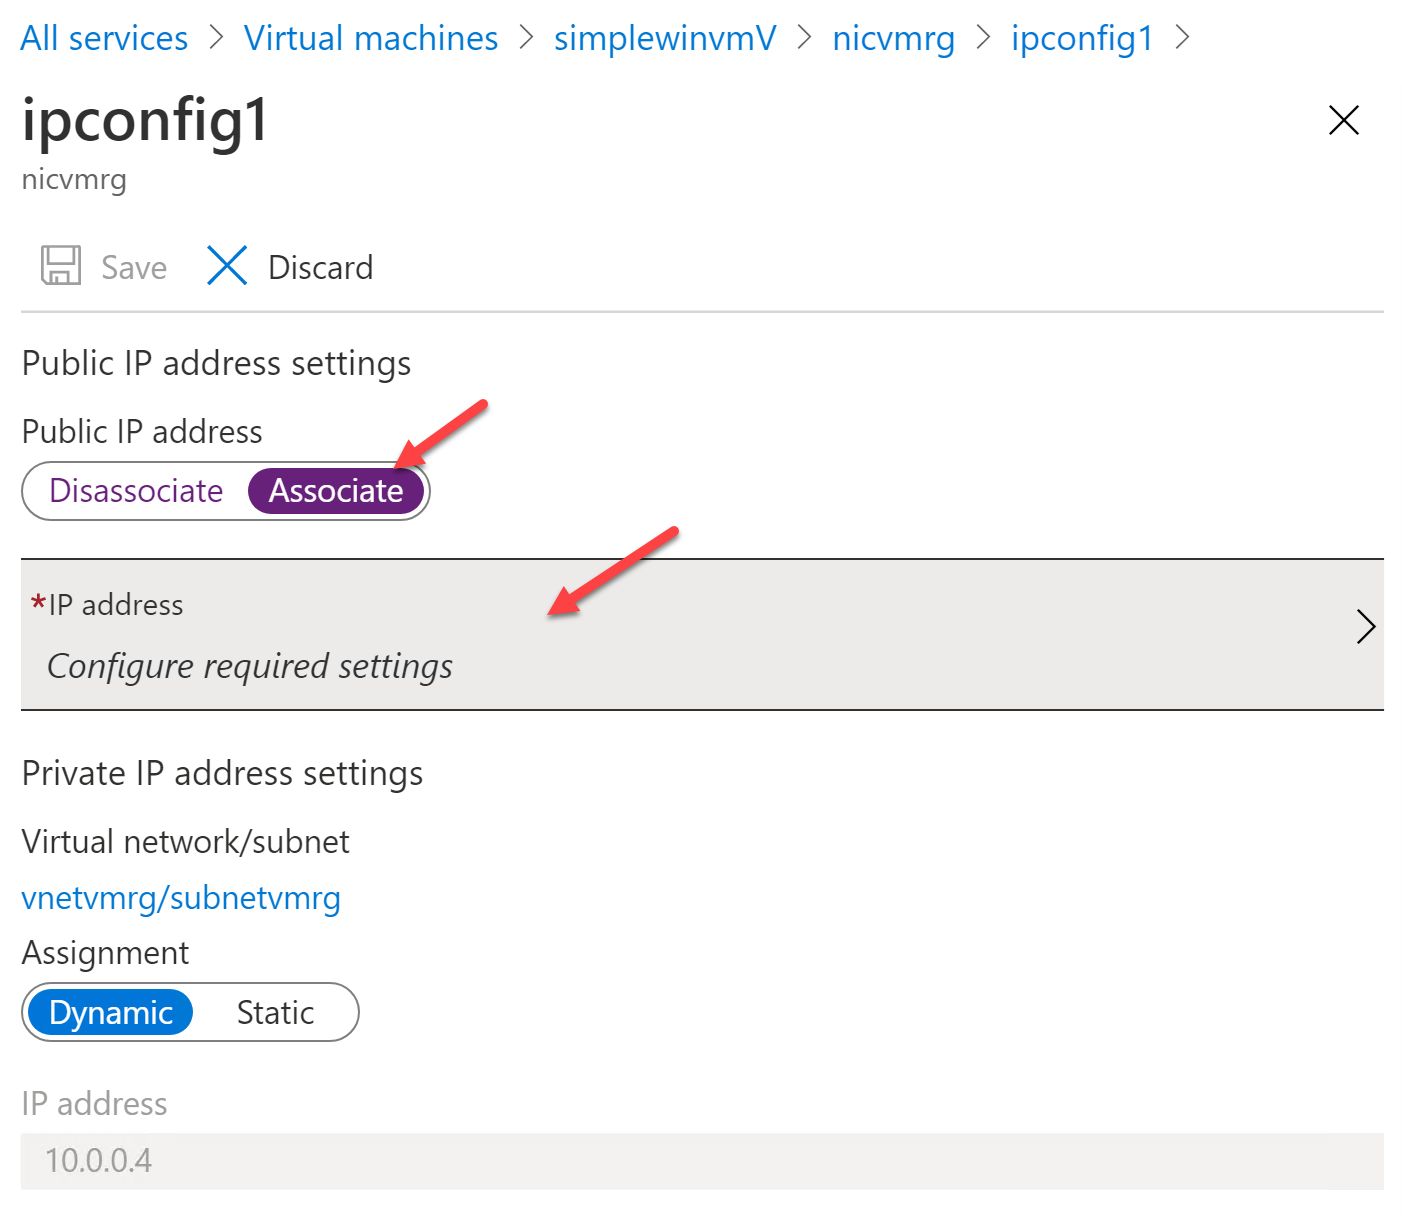 All services > Virtual machines > simplewinvmV > nicvmrg > ipconfig1 >
ipconfig1
nicvmrg
Save Discard
Public IP address settings
Public IP address
Disassociate Associate
*IP address
Configure required settings
Private IP address settings
Virtual network/subnet
vnetvmrg/subnetvmrg
Assignment
Dynamic Static
IP address
10.0.0.4